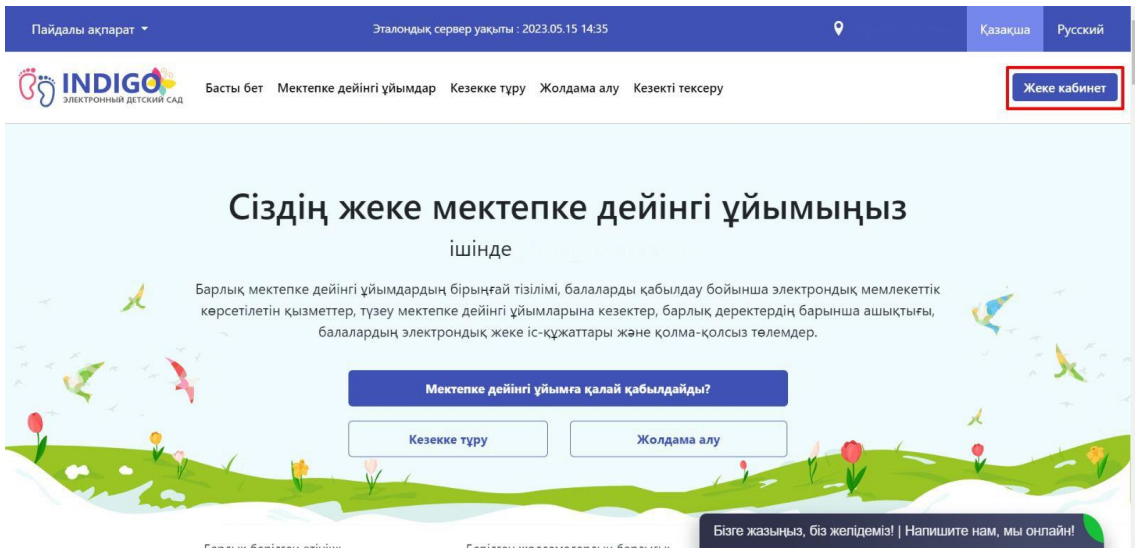 Пайдалы ақпарат
Эталондық сервер уақыты : 2023.05.15 14:35
Қазақша
Русский
INDIGO
ЭЛЕКТРОННЫЙ ДЕТСКИЙ САД
Басты бет
Мектепке дейінгі ұйымдар
Кезекке тұру
Жолдама алу
Кезекті тексеру
Жеке кабинет
Сіздің жеке мектепке дейінгі ұйымыңыз
ішінде
Барлық мектепке дейінгі ұйымдардың бірыңғай тізілімі, балаларды қабылдау бойынша электрондық мемлекеттік
көрсетілетін қызметтер, түзеу мектепке дейінгі ұйымларына кезектер, барлық деректердің барынша ашықтығы,
балалардың электрондық жеке іс-құжаттары және қолма-қолсыз төлемдер.
Мектепке дейінгі ұйымға қалай қабылдайды?
Кезекке тұру
Жолдама алу
Бізге жазыңыз, біз желідеміз! | Напишите нам, мы онлайн!